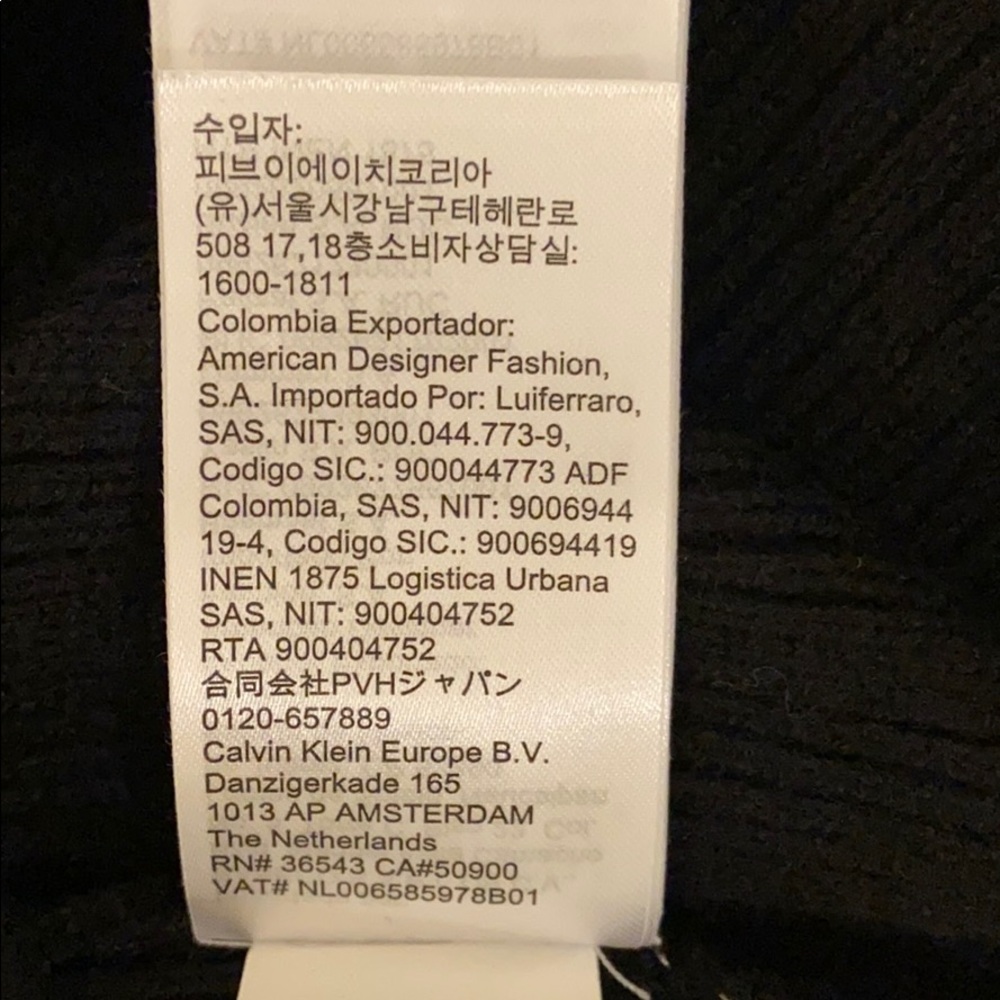 수입자:
피브이에이치코리아
(유)서울시강남구테헤란로
508 17,18층소비자상담실:
1600-1811
Colombia Exportador:
American Designer Fashion,
S.A. Importado Por: Luiferraro,
SAS, NIT: 900.044.773-9,
Codigo SIC.: 900044773 ADF
Colombia, SAS, NIT: 9006944
19-4, Codigo SIC.: 900694419
INEN 1875 Logistica Urbana
SAS, NIT: 900404752
RTA 900404752
合同会社PVHジャパン
0120-657889
Calvin Klein Europe B.V.
Danzigerkade 165
1013 AP AMSTERDAM
The Netherlands
RN# 36543 CA#50900
VAT# NL006585978B01